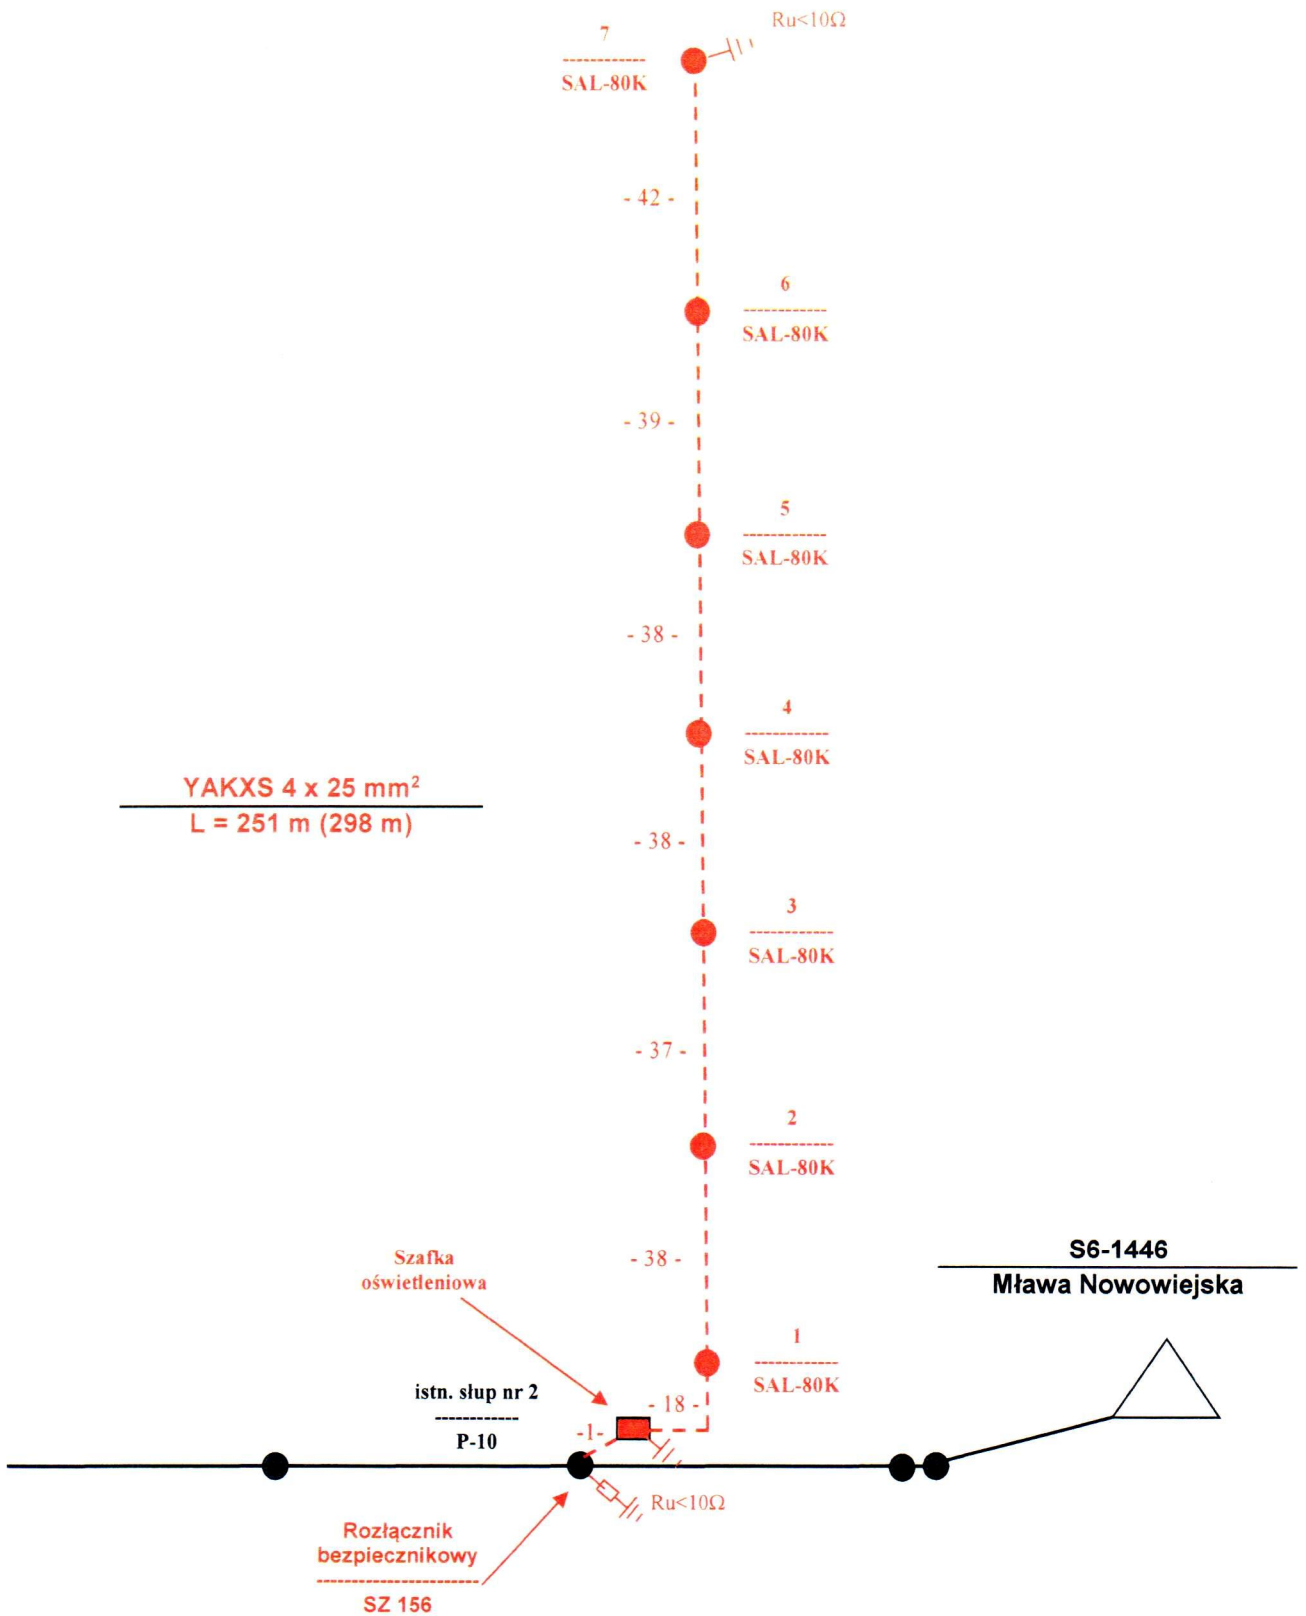 Ru<10Ω
7
SAL-80K
- 42 -
6
SAL-80K
- 39 -
5
SAL-80K
- 38 -
4
SAL-80K
YAKXS 4 x 25 mm²
L = 251 m (298 m)
- 38 -
3
SAL-80K
- 37 -
2
SAL-80K
- 38 -
Szafka
oświetleniowa
S6-1446
Mława Nowowiejska
1
SAL-80K
istn. słup nr 2
P-10
- 18 -
-1-
Ru<10Ω
Rozłącznik
bezpiecznikowy
SZ 156